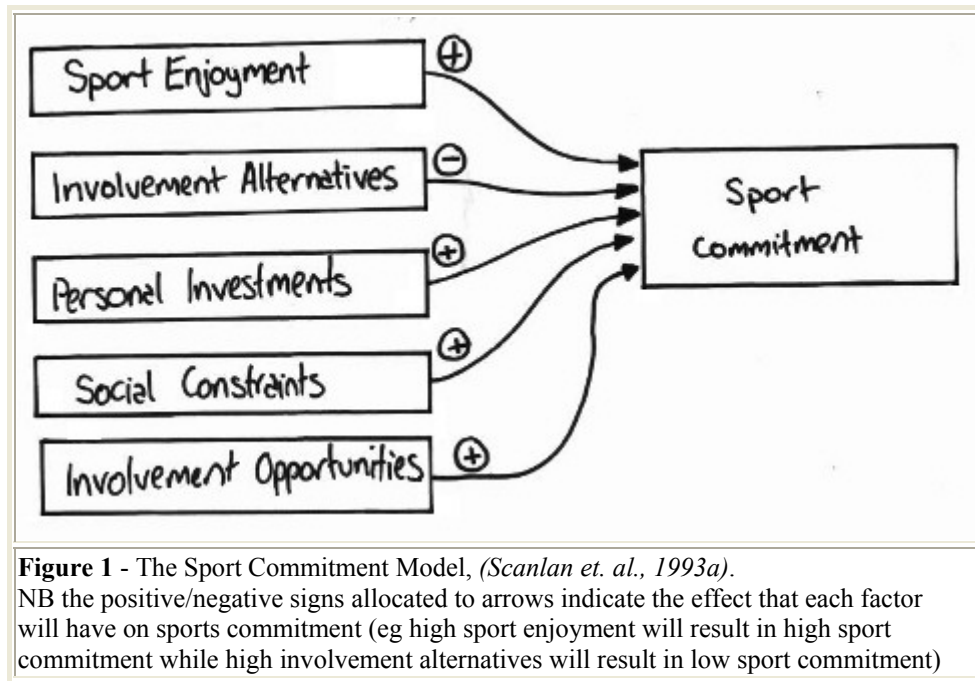 Sport Enjoyment
+
Involvement Alternatives
−
Personal Investments
+
Social Constraints
+
Involvement Opportunities
+
Sport
Commitment
Figure 1 - The Sport Commitment Model, (Scanlan et. al., 1993a).
NB the positive/negative signs allocated to arrows indicate the effect that each factor
will have on sports commitment (eg high sport enjoyment will result in high sport
commitment while high involvement alternatives will result in low sport commitment)